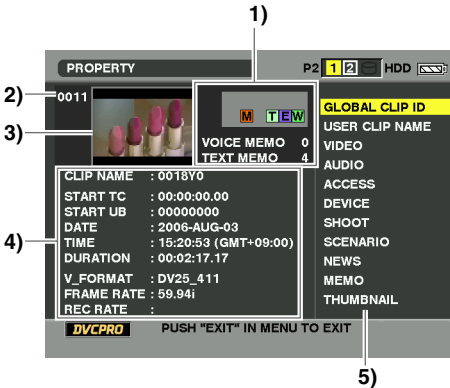 1)
PROPERTY
P2 1 2 HDD
2)
0011
3)
M T E W
VOICE MEMO 0
TEXT MEMO 4
4)
CLIP NAME : 0018Y0
START TC : 00:00:00.00
START UB : 00000000
DATE : 2006-AUG-03
TIME : 15:20:53 (GMT+09:00)
DURATION : 00:02:17.17
V_FORMAT : DV25_411
FRAME RATE : 59.94i
REC RATE :
GLOBAL CLIP ID
USER CLIP NAME
VIDEO
AUDIO
ACCESS
DEVICE
SHOOT
SCENARIO
NEWS
MEMO
THUMBNAIL
DVCPRO
PUSH "EXIT" IN MENU TO EXIT
5)